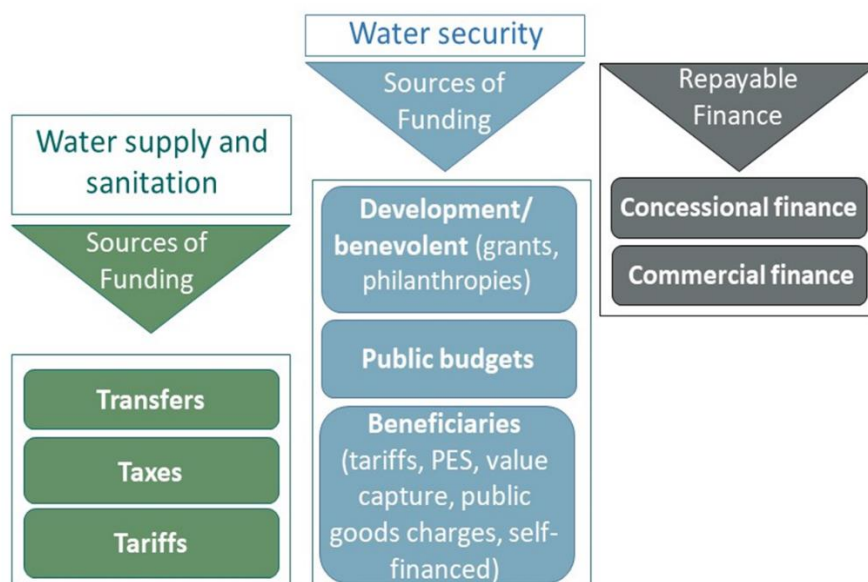 Water supply and
sanitation
Sources of
Funding
Transfers
Taxes
Tariffs
Water security
Sources of
Funding
Development/
benevolent (grants,
philanthropies)
Public budgets
Beneficiaries
(tariffs, PES, value
capture, public
goods charges, self-
financed)
Repayable
Finance
Concessional finance
Commercial finance